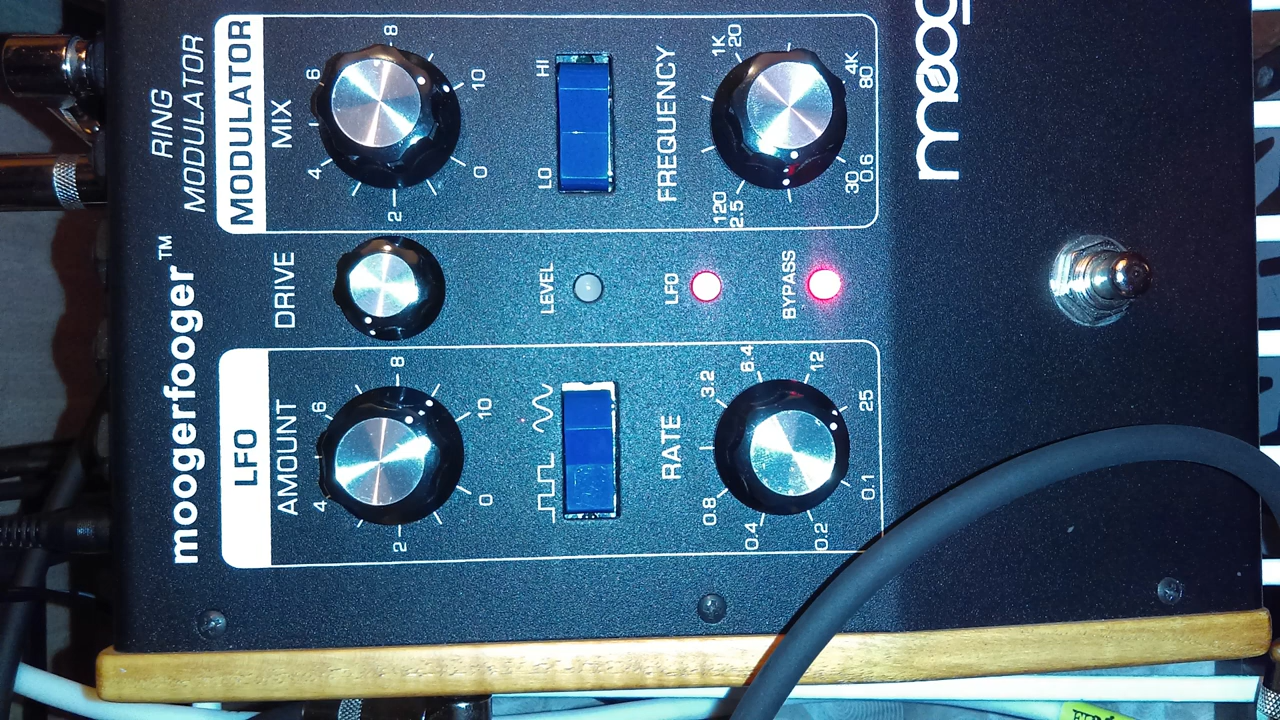 moogerfooger™
RING
MODULATOR
LFO
AMOUNT
0
2
4
6
8
10
RATE
0.1
0.2
0.4
0.8
3.2
6.4
12
25
DRIVE
LEVEL
LFO
BYPASS
MODULATOR
MIX
0
2
4
6
8
10
LO
HI
FREQUENCY
30
0.6
120
2.5
1K
20
4K
80
moog